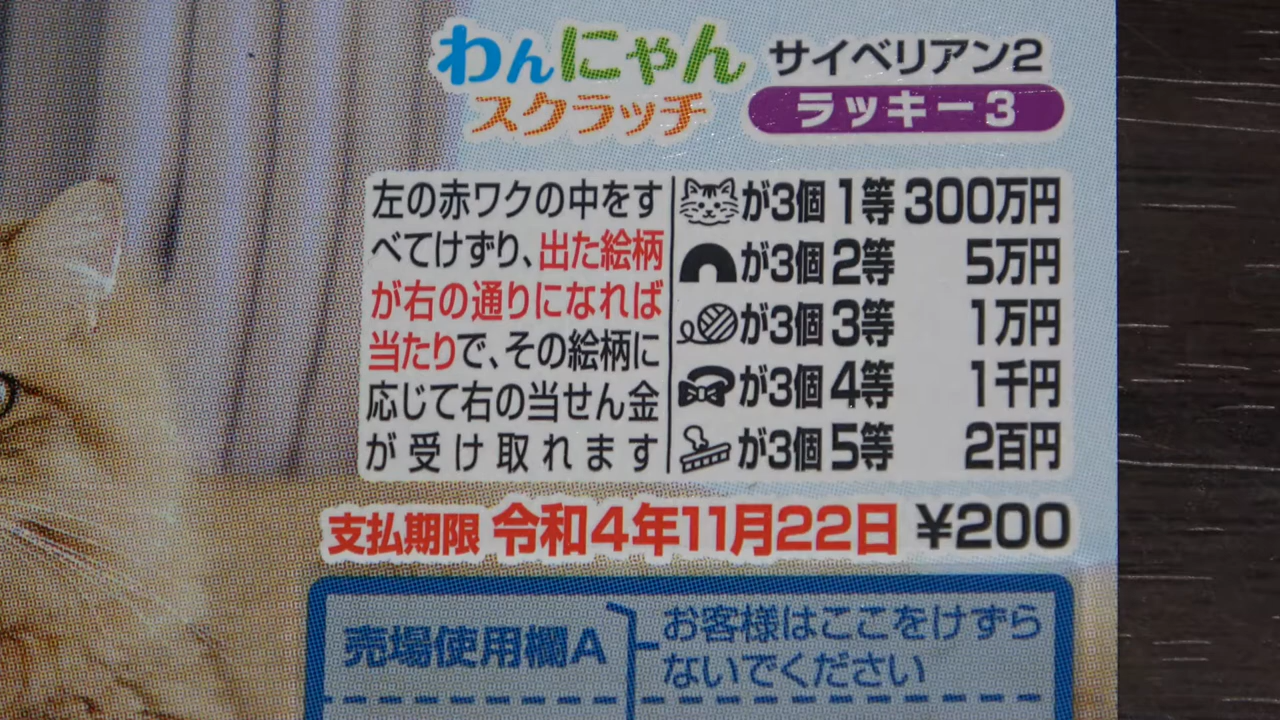 わんにゃん
スクラッチ
サイベリアン2
ラッキー3
左の赤ワクの中をす
べてけずり、出た絵柄
が右の通りになれば
当たりで、その絵柄に
応じて右の当せん金
が受け取れます
が3個 1等 300万円
が3個 2等 5万円
が3個 3等 1万円
が3個 4等 1千円
が3個 5等 2百円
支払期限 令和4年11月22日 ¥200
売場使用欄A
お客様はここをけずら
ないでください